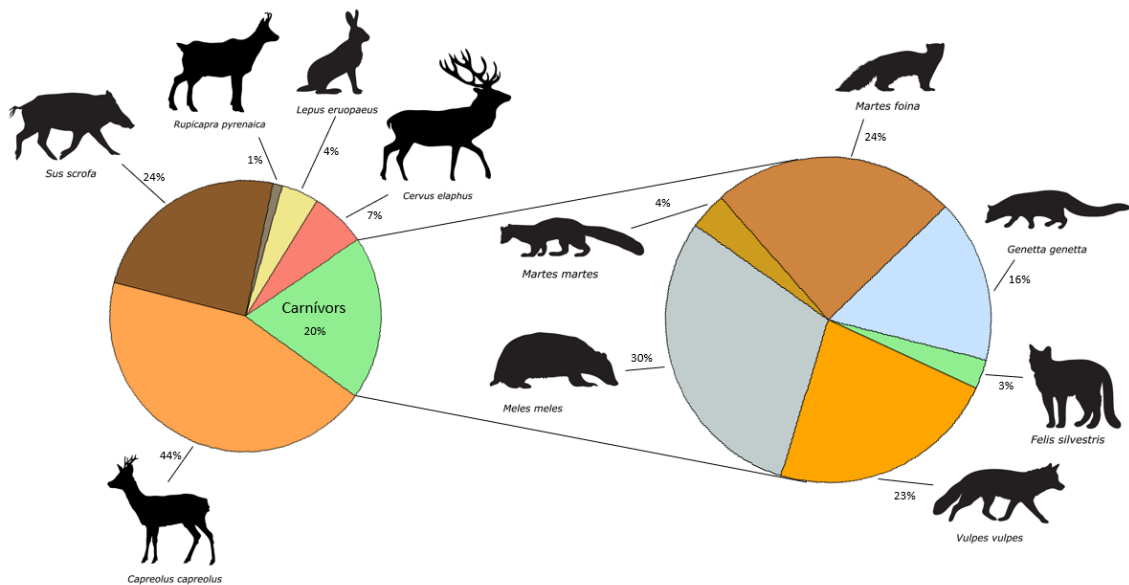 Sus scrofa
24%
Rupicapra pyrenaica
1%
Lepus eruopaeus
4%
Cervus elaphus
7%
Carnívors
20%
44%
Capreolus capreolus
Martes foina
24%
4%
Martes martes
Genetta genetta
16%
30%
Meles meles
3%
Felis silvestris
23%
Vulpes vulpes